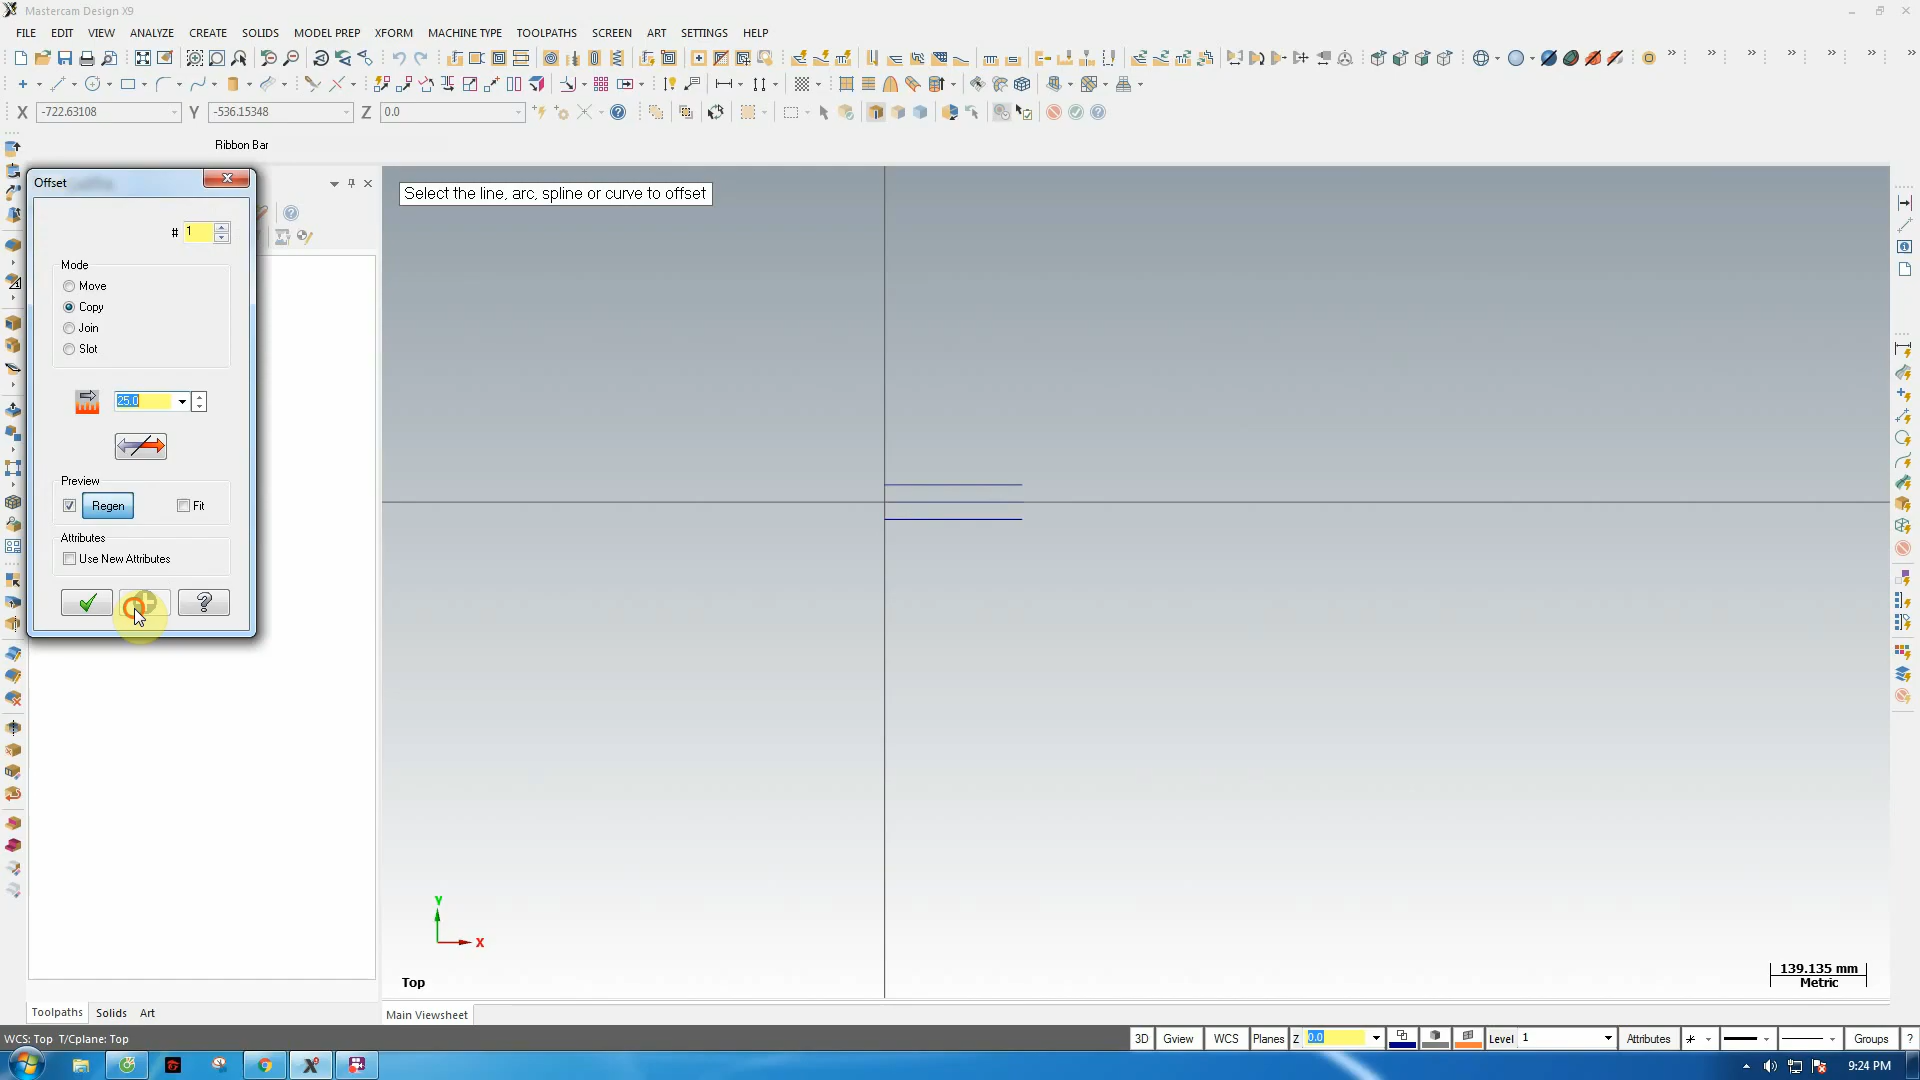 Mastercam Design X9
FILE EDIT VIEW ANALYZE CREATE SOLIDS MODEL PREP XFORM MACHINE TYPE TOOLPATHS SCREEN ART SETTINGS HELP
X -722.63108 Y -536.15348 Z 0.0
Ribbon Bar
Offset
Select the line, arc, spline or curve to offset
# 1
Mode
Move
Copy
Join
Slot
25.0
Preview
Regen Fit
Attributes
Use New Attributes
Y
X
Top
139.135 mm
Metric
Toolpaths Solids Art
Main Viewsheet
WCS: Top T/Cplane: Top
3D Gview WCS Planes Z 0.0 Level 1 Attributes Groups ?
9:24 PM